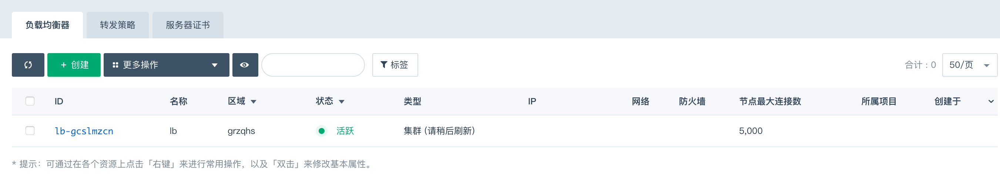 负载均衡器 转发策略 服务器证书
+ 创建 更多操作 标签 合计：0 50/页
ID 名称 区域 状态 类型 IP 网络 防火墙 节点最大连接数 所属项目 创建于
lb-gcslmzcn lb grzqhs 活跃 集群 (请稍后刷新) 5,000
* 提示：可通过在各个资源上点击「右键」来进行常用操作，以及「双击」来修改基本属性。